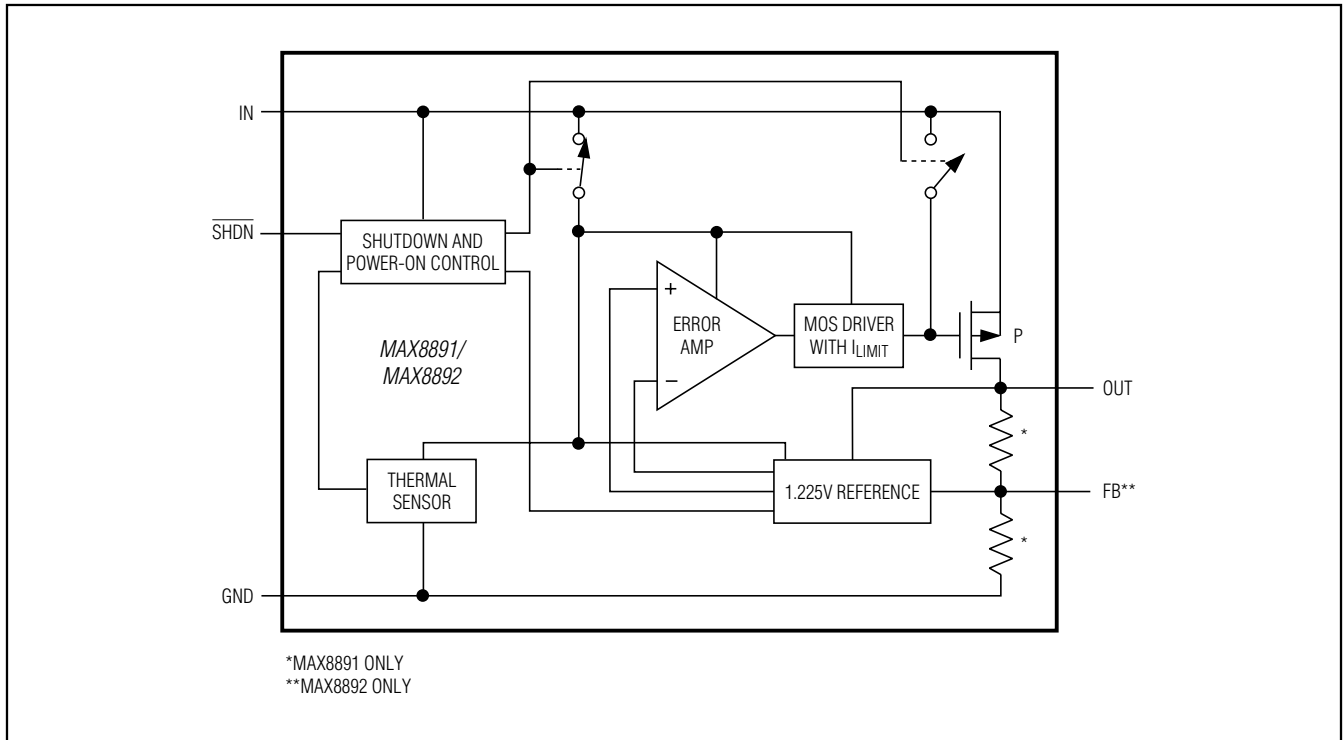 IN
SHDN
SHUTDOWN AND
POWER-ON CONTROL
MAX8891/
MAX8892
+
ERROR
AMP
−
MOS DRIVER
WITH ILIMIT
P
OUT
*
THERMAL
SENSOR
1.225V REFERENCE
FB**
*
GND
*MAX8891 ONLY
**MAX8892 ONLY